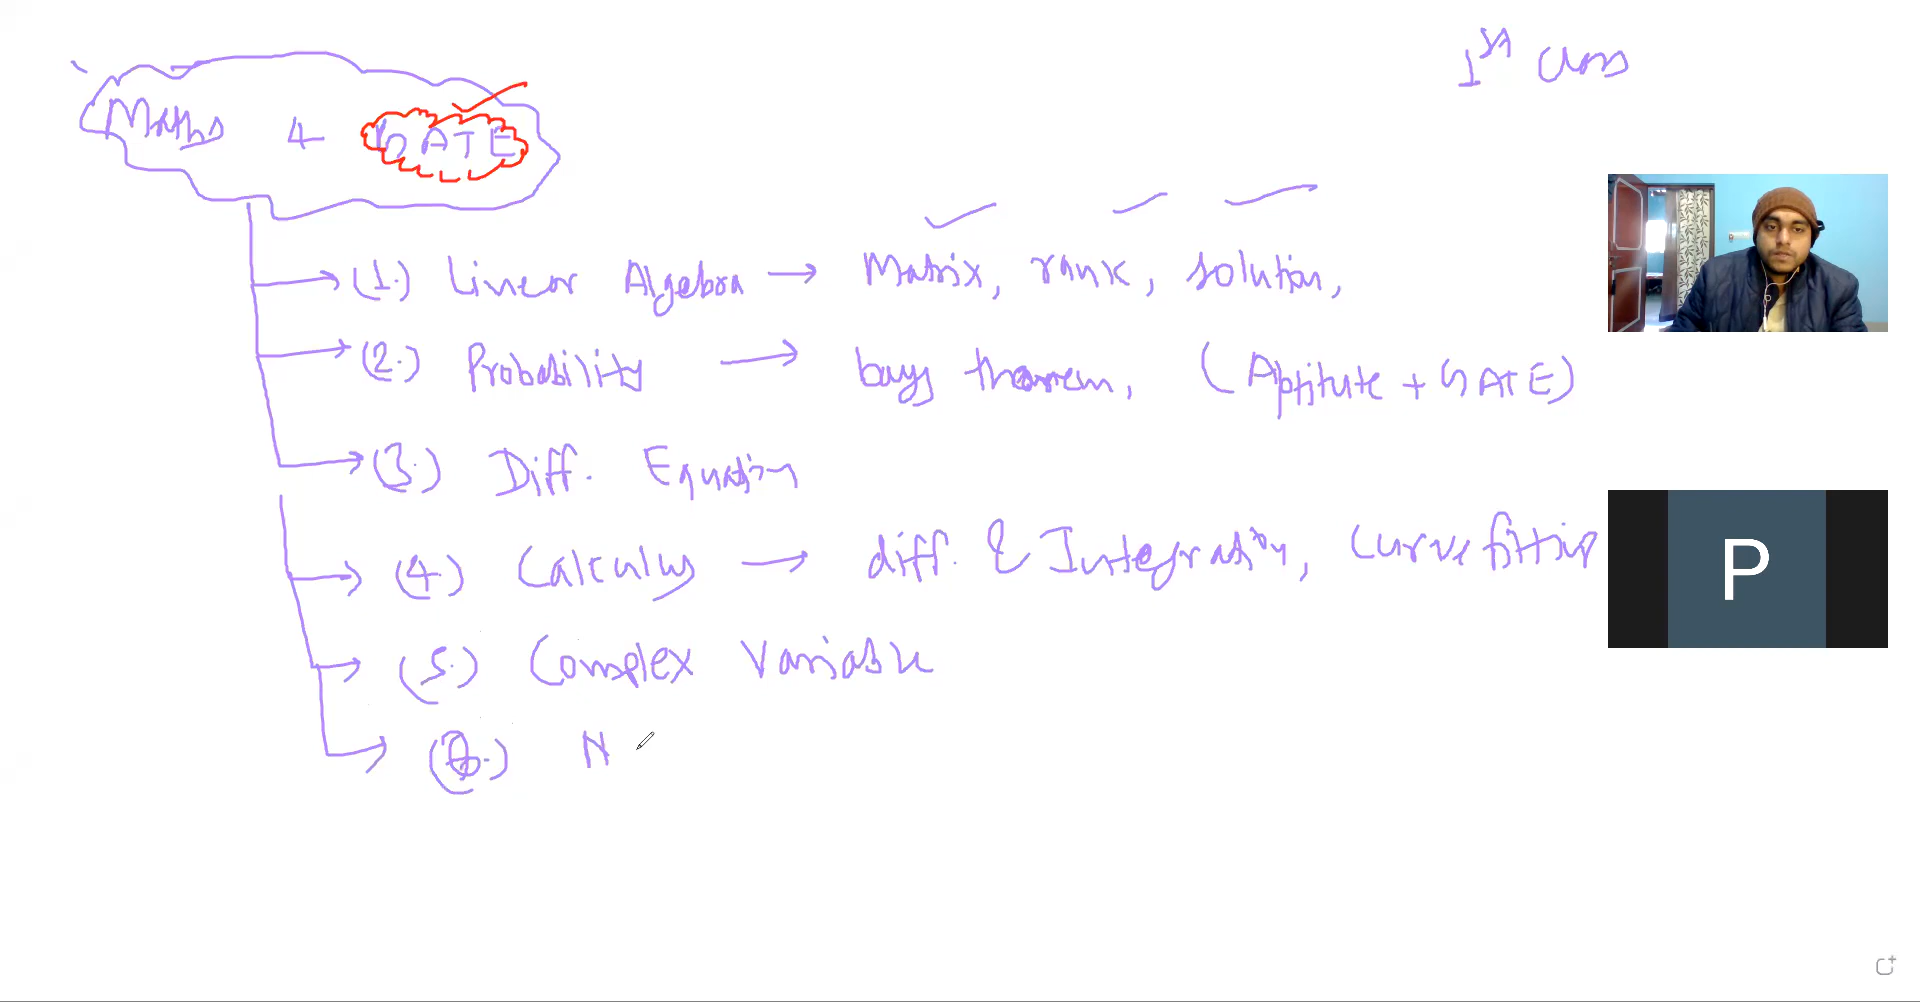 1st Class
Maths 4 GATE
(1.) Linear Algebra → Matrix, rank, solution,
(2.) Probability → bays theorem, (Aptitute + GATE)
(3.) Diff. Equation
(4.) Calculus → diff. & Integration, Curve fitting
P
(5.) Complex Variable
(6.) N